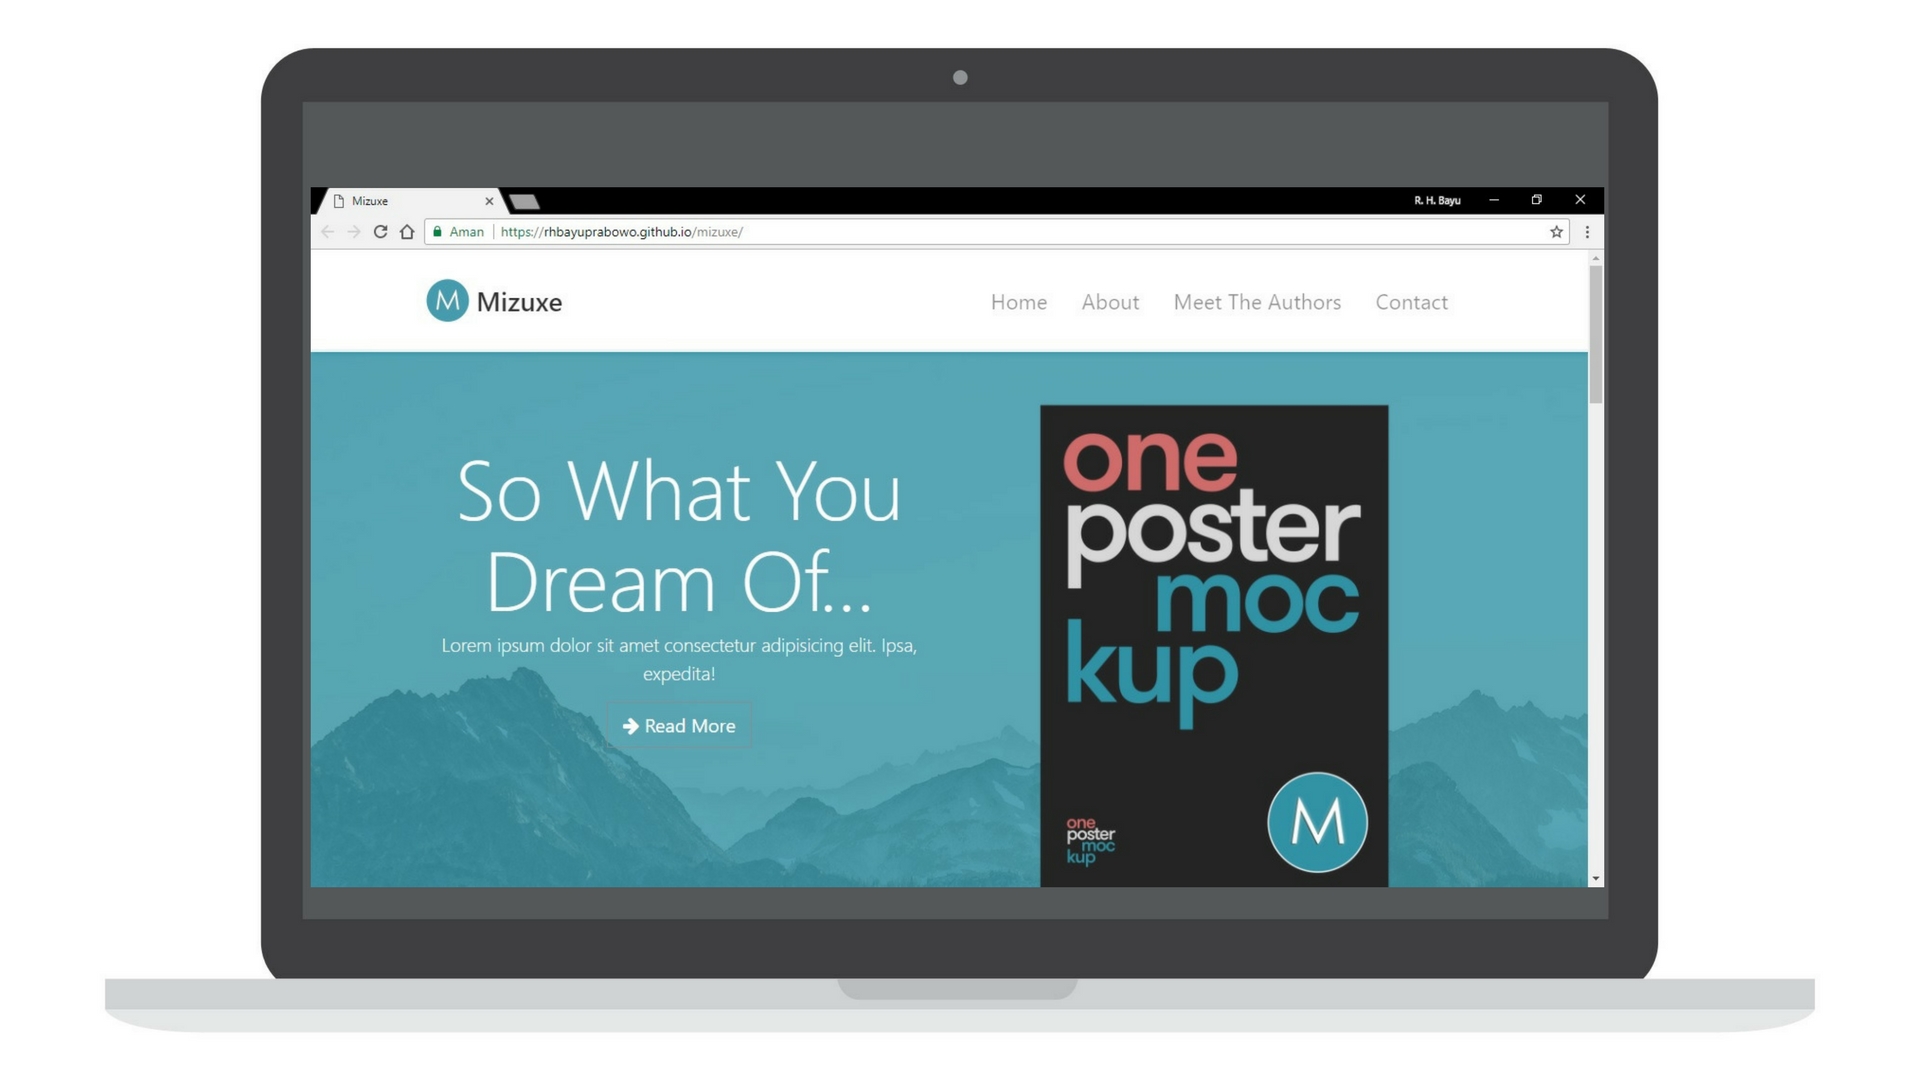 Mizuxe
R. H. Bayu
Aman | https://rhbayuprabowo.github.io/mizuxe/
M Mizuxe
Home About Meet The Authors Contact
So What You
Dream Of...
Lorem ipsum dolor sit amet consectetur adipisicing elit. Ipsa,
expedita!
Read More
one
poster
moc
kup
one
poster
moc
kup
M